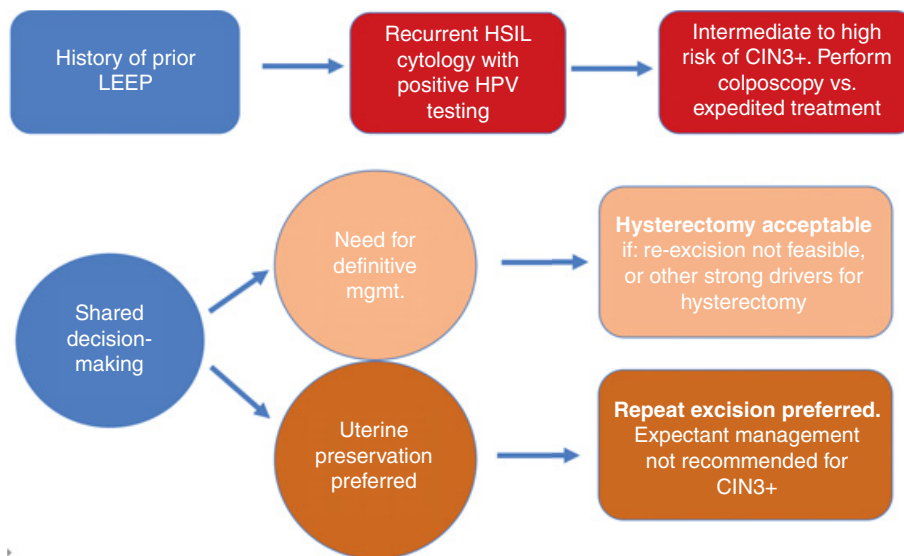 History of prior
LEEP
Recurrent HSIL
cytology with
positive HPV
testing
Intermediate to high
risk of CIN3+. Perform
colposcopy vs.
expedited treatment
Shared
decision-
making
Need for
definitive
mgmt.
Hysterectomy acceptable
if: re-excision not feasible,
or other strong drivers for
hysterectomy
Uterine
preservation
preferred
Repeat excision preferred.
Expectant management
not recommended for
CIN3+